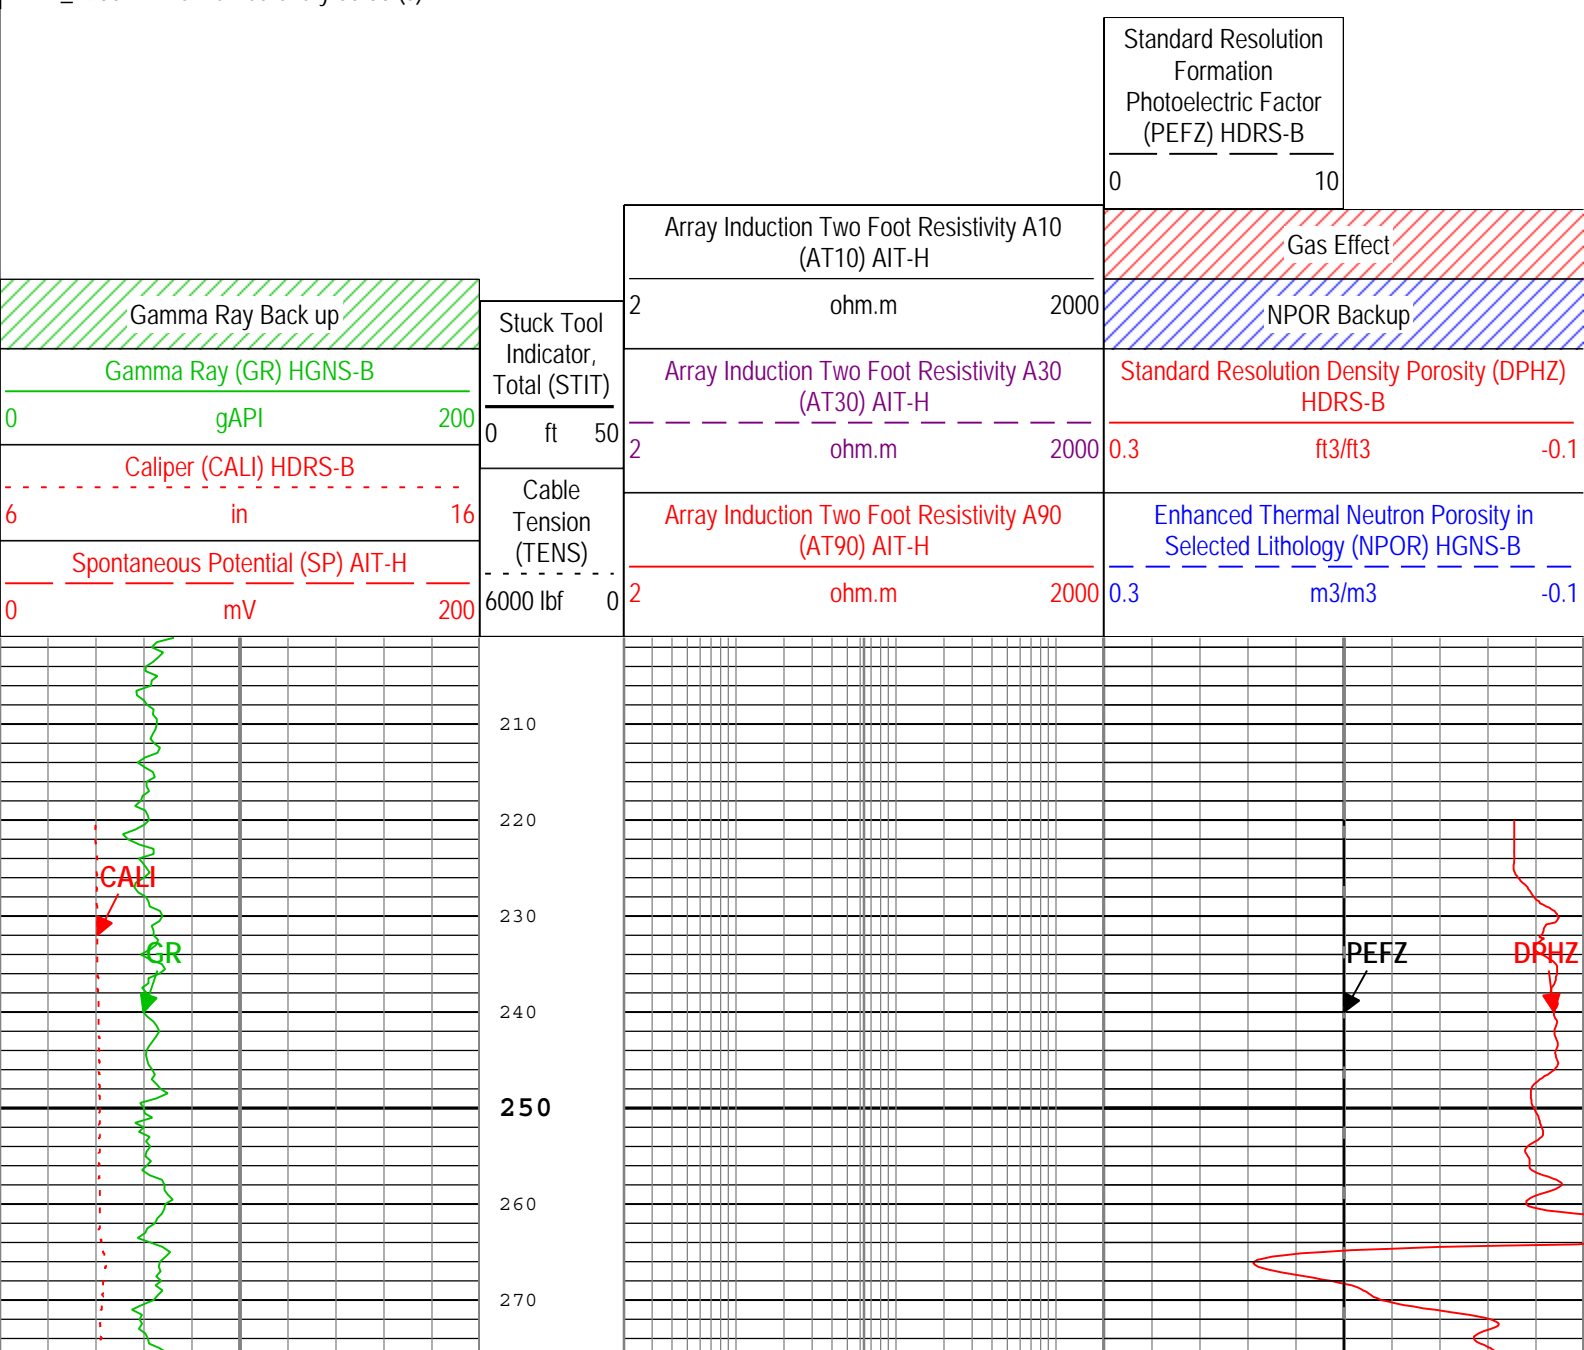 Standard Resolution
Formation
Photoelectric Factor
(PEFZ) HDRS-B
0 10
Gas Effect
NPOR Backup
Standard Resolution Density Porosity (DPHZ)
HDRS-B
0.3 ft3/ft3 -0.1
Enhanced Thermal Neutron Porosity in
Selected Lithology (NPOR) HGNS-B
0.3 m3/m3 -0.1
Array Induction Two Foot Resistivity A10
(AT10) AIT-H
2 ohm.m 2000
Array Induction Two Foot Resistivity A30
(AT30) AIT-H
2 ohm.m 2000
Array Induction Two Foot Resistivity A90
(AT90) AIT-H
2 ohm.m 2000
Stuck Tool
Indicator,
Total (STIT)
0 ft 50
Cable
Tension
(TENS)
6000 lbf 0
Gamma Ray Back up
Gamma Ray (GR) HGNS-B
0 gAPI 200
Caliper (CALI) HDRS-B
6 in 16
Spontaneous Potential (SP) AIT-H
0 mV 200
210
220
CALI
230
GR
PEFZ
DPHZ
240
250
260
270